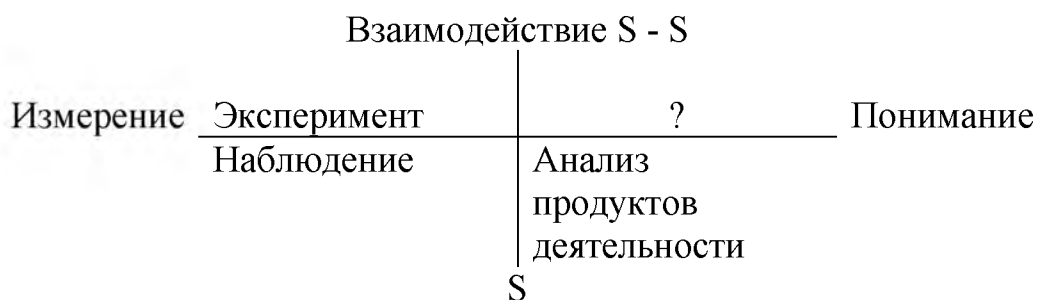 Взаимодействие S - S
Измерение Эксперимент ? Понимание
Наблюдение Анализ
продуктов
деятельности
S